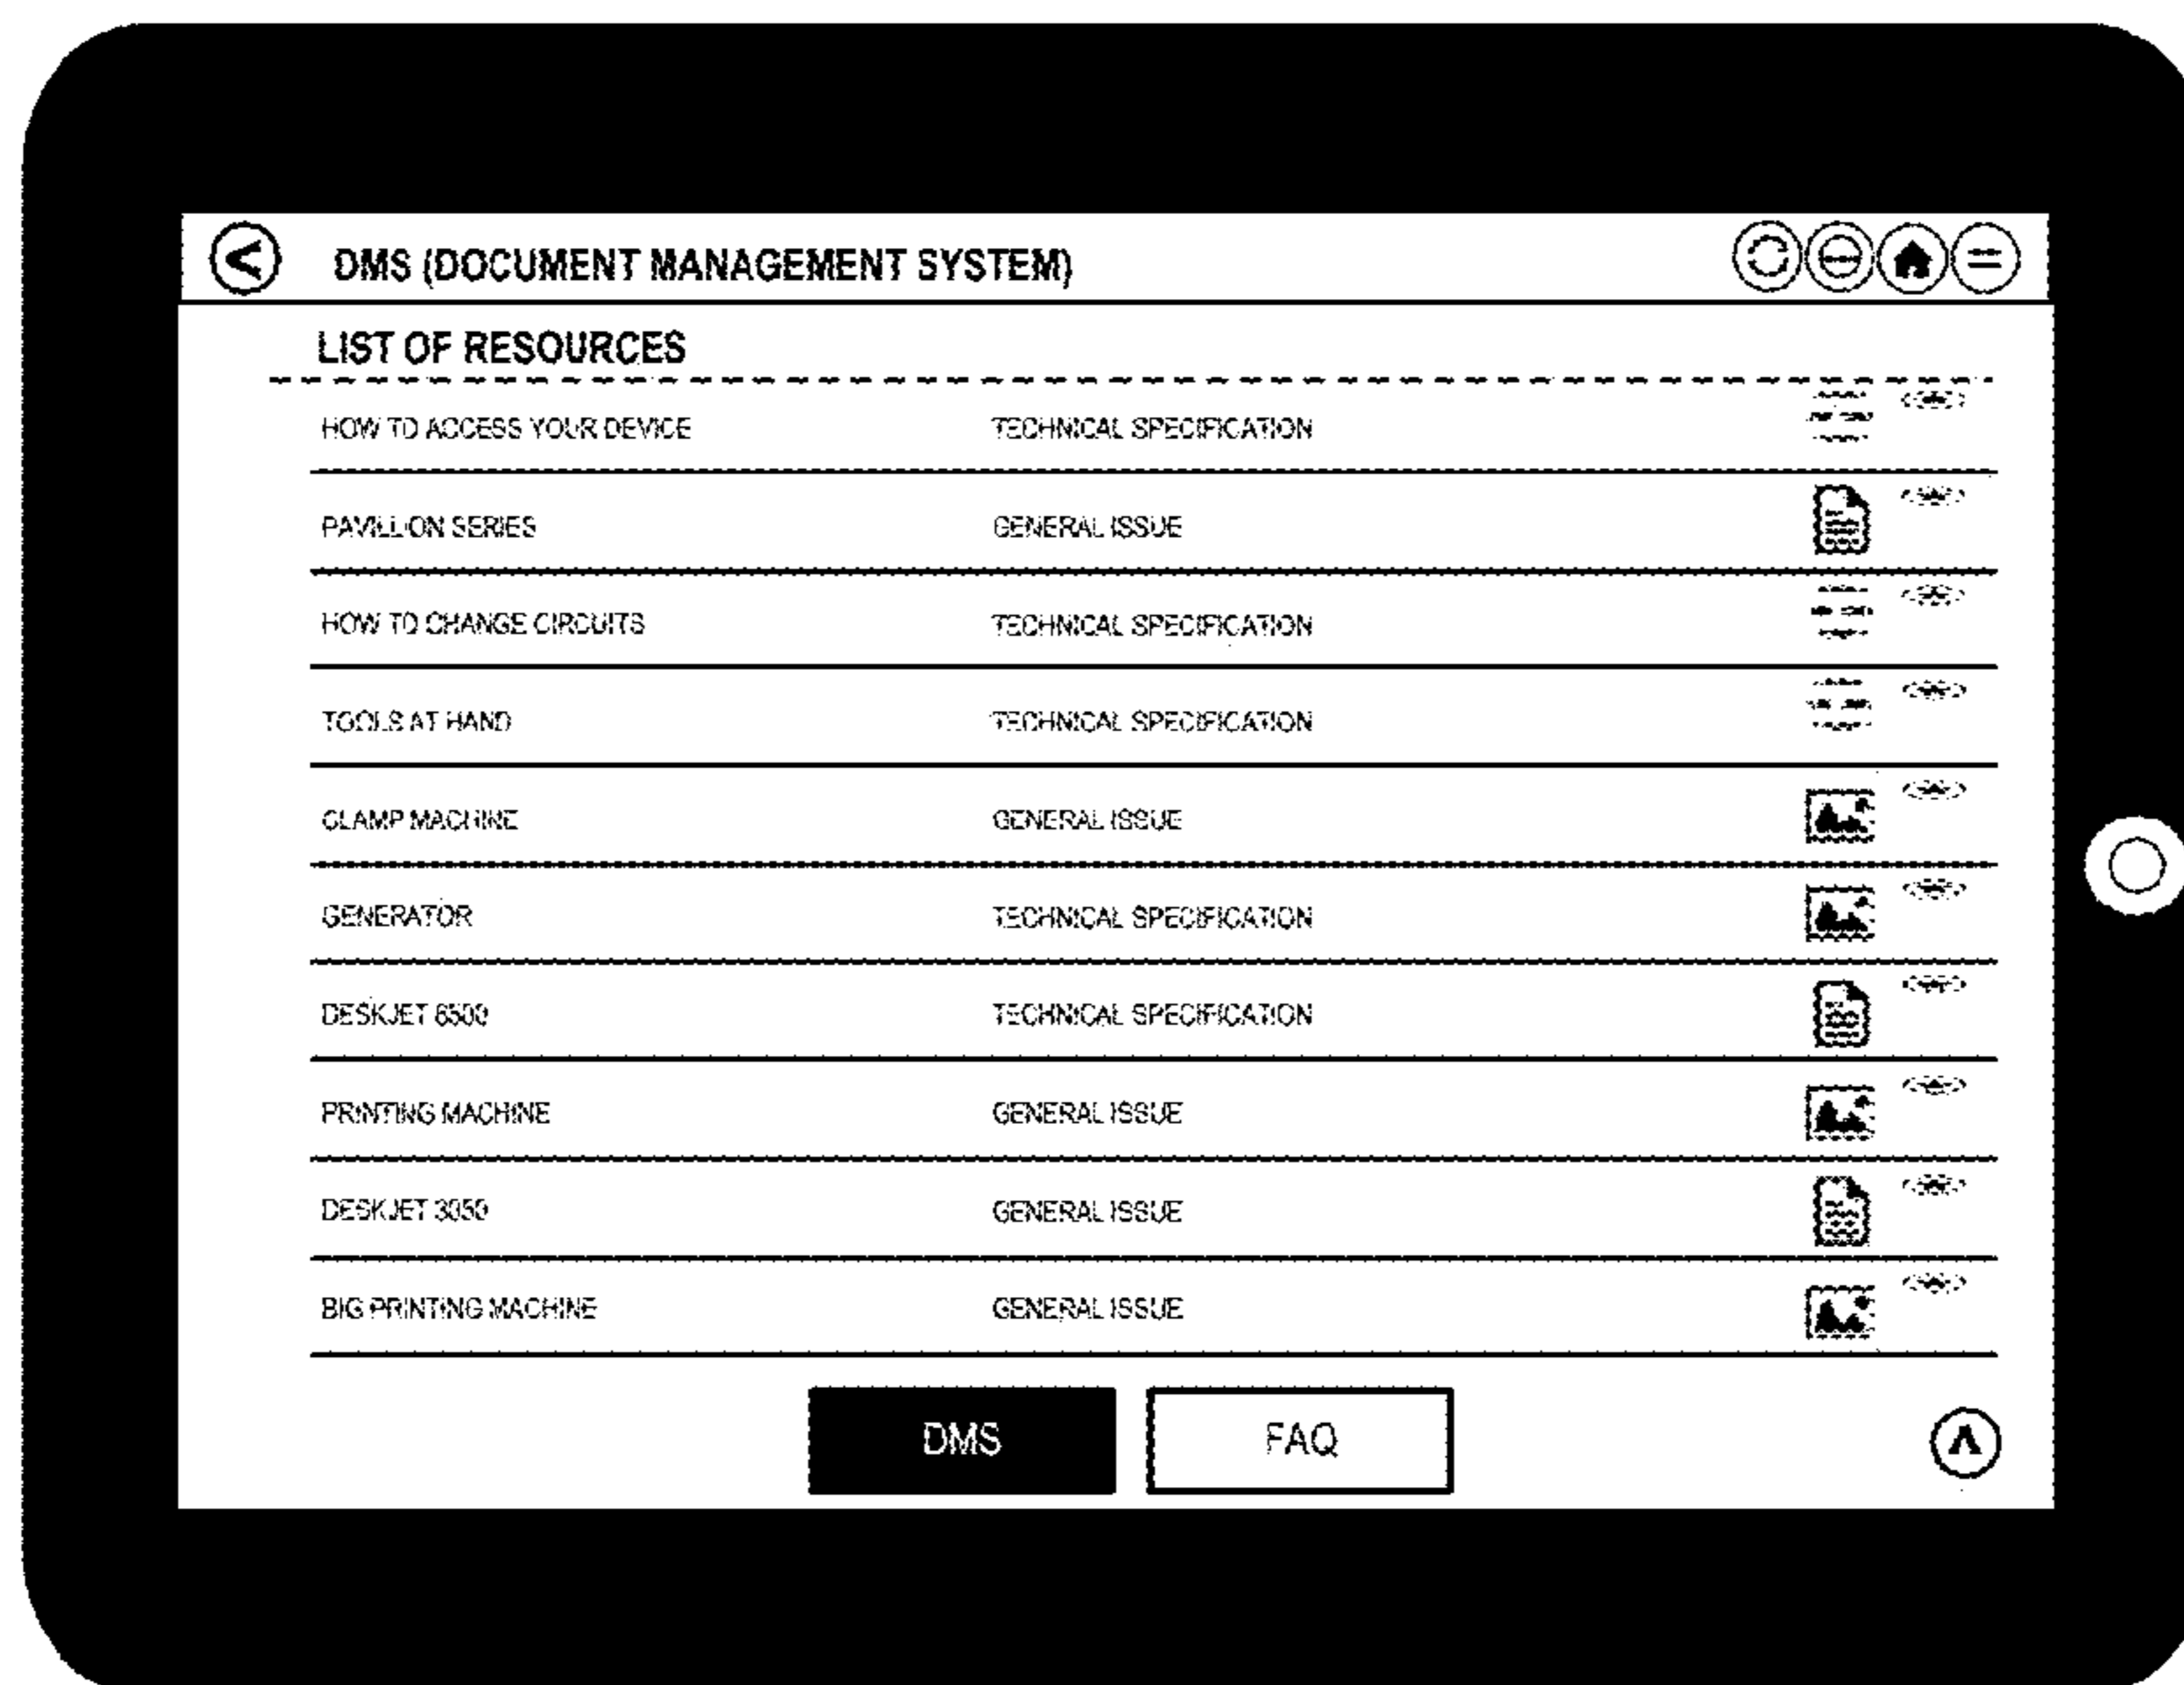 DMS (DOCUMENT MANAGEMENT SYSTEM)
LIST OF RESOURCES
HOW TO ACCESS YOUR DEVICE TECHNICAL SPECIFICATION
PAVILLION SERIES GENERAL ISSUE
HOW TO CHANGE CIRCUITS TECHNICAL SPECIFICATION
TOOLS AT HAND TECHNICAL SPECIFICATION
CLAMP MACHINE GENERAL ISSUE
GENERATOR TECHNICAL SPECIFICATION
DESKJET 6500 TECHNICAL SPECIFICATION
PRINTING MACHINE GENERAL ISSUE
DESKJET 3050 GENERAL ISSUE
BIG PRINTING MACHINE GENERAL ISSUE
DMS FAQ